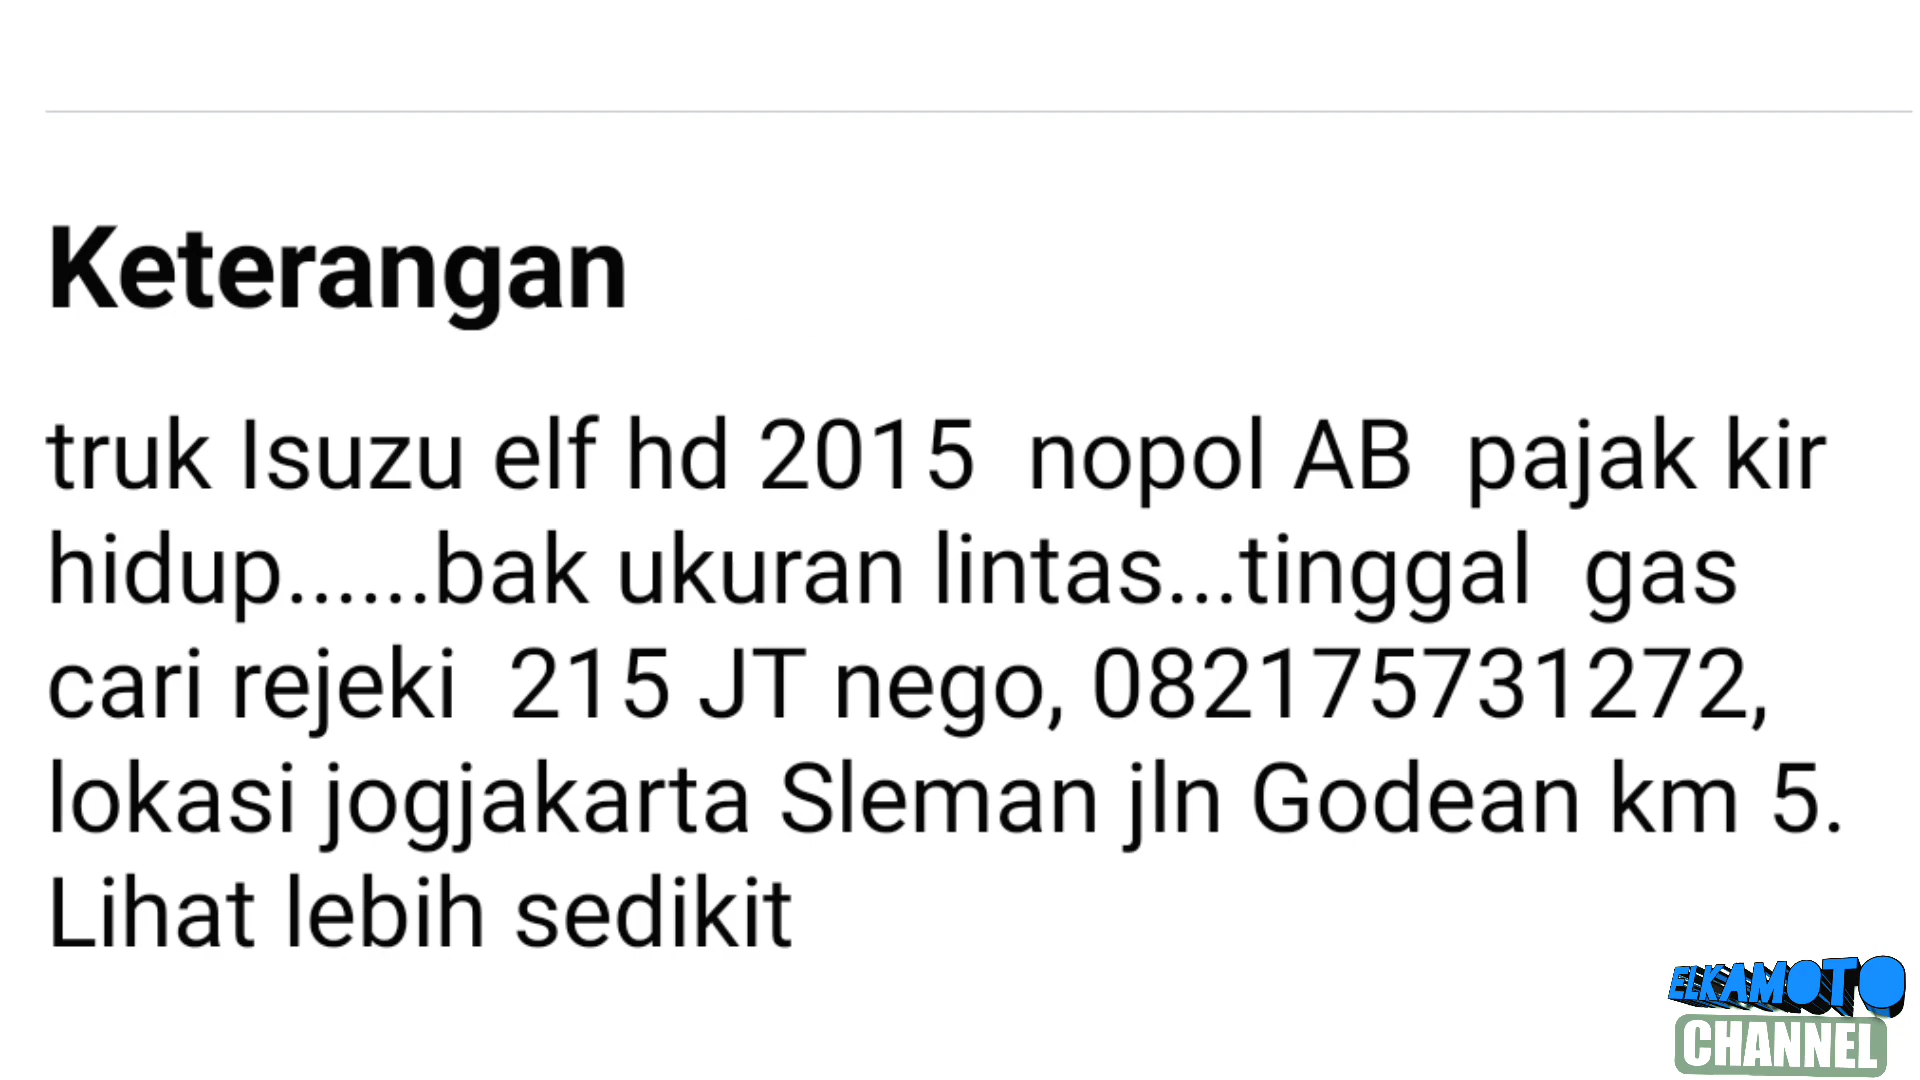 Keterangan
truk Isuzu elf hd 2015  nopol AB  pajak kir
hidup......bak ukuran lintas...tinggal  gas
cari rejeki  215 JT nego, 082175731272,
lokasi jogjakarta Sleman jln Godean km 5.
Lihat lebih sedikit
ELKAMOTO
CHANNEL